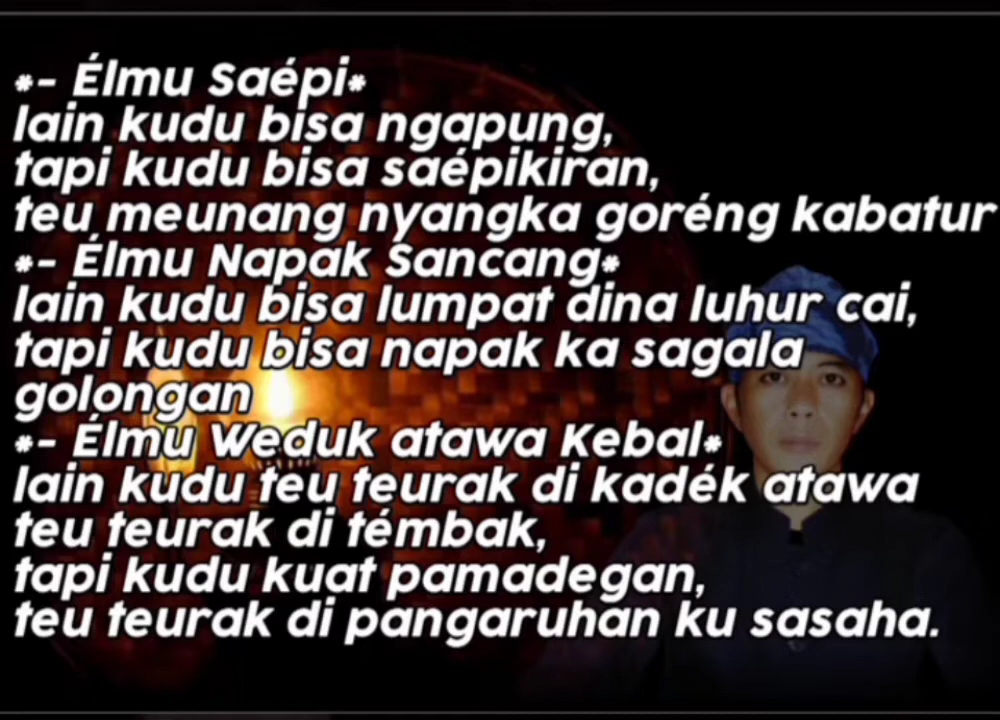 *- Élmu Saépi*
lain kudu bisa ngapung,
tapi kudu bisa saépikiran,
teu meunang nyangka goréng kabatur
*- Élmu Napak Sancang*
lain kudu bisa lumpat dina luhur cai,
tapi kudu bisa napak ka sagala
golongan
*- Élmu Weduk atawa Kebal*
lain kudu teu teurak di kadék atawa
teu teurak di témbak,
tapi kudu kuat pamadegan,
teu teurak di pangaruhan ku sasaha.